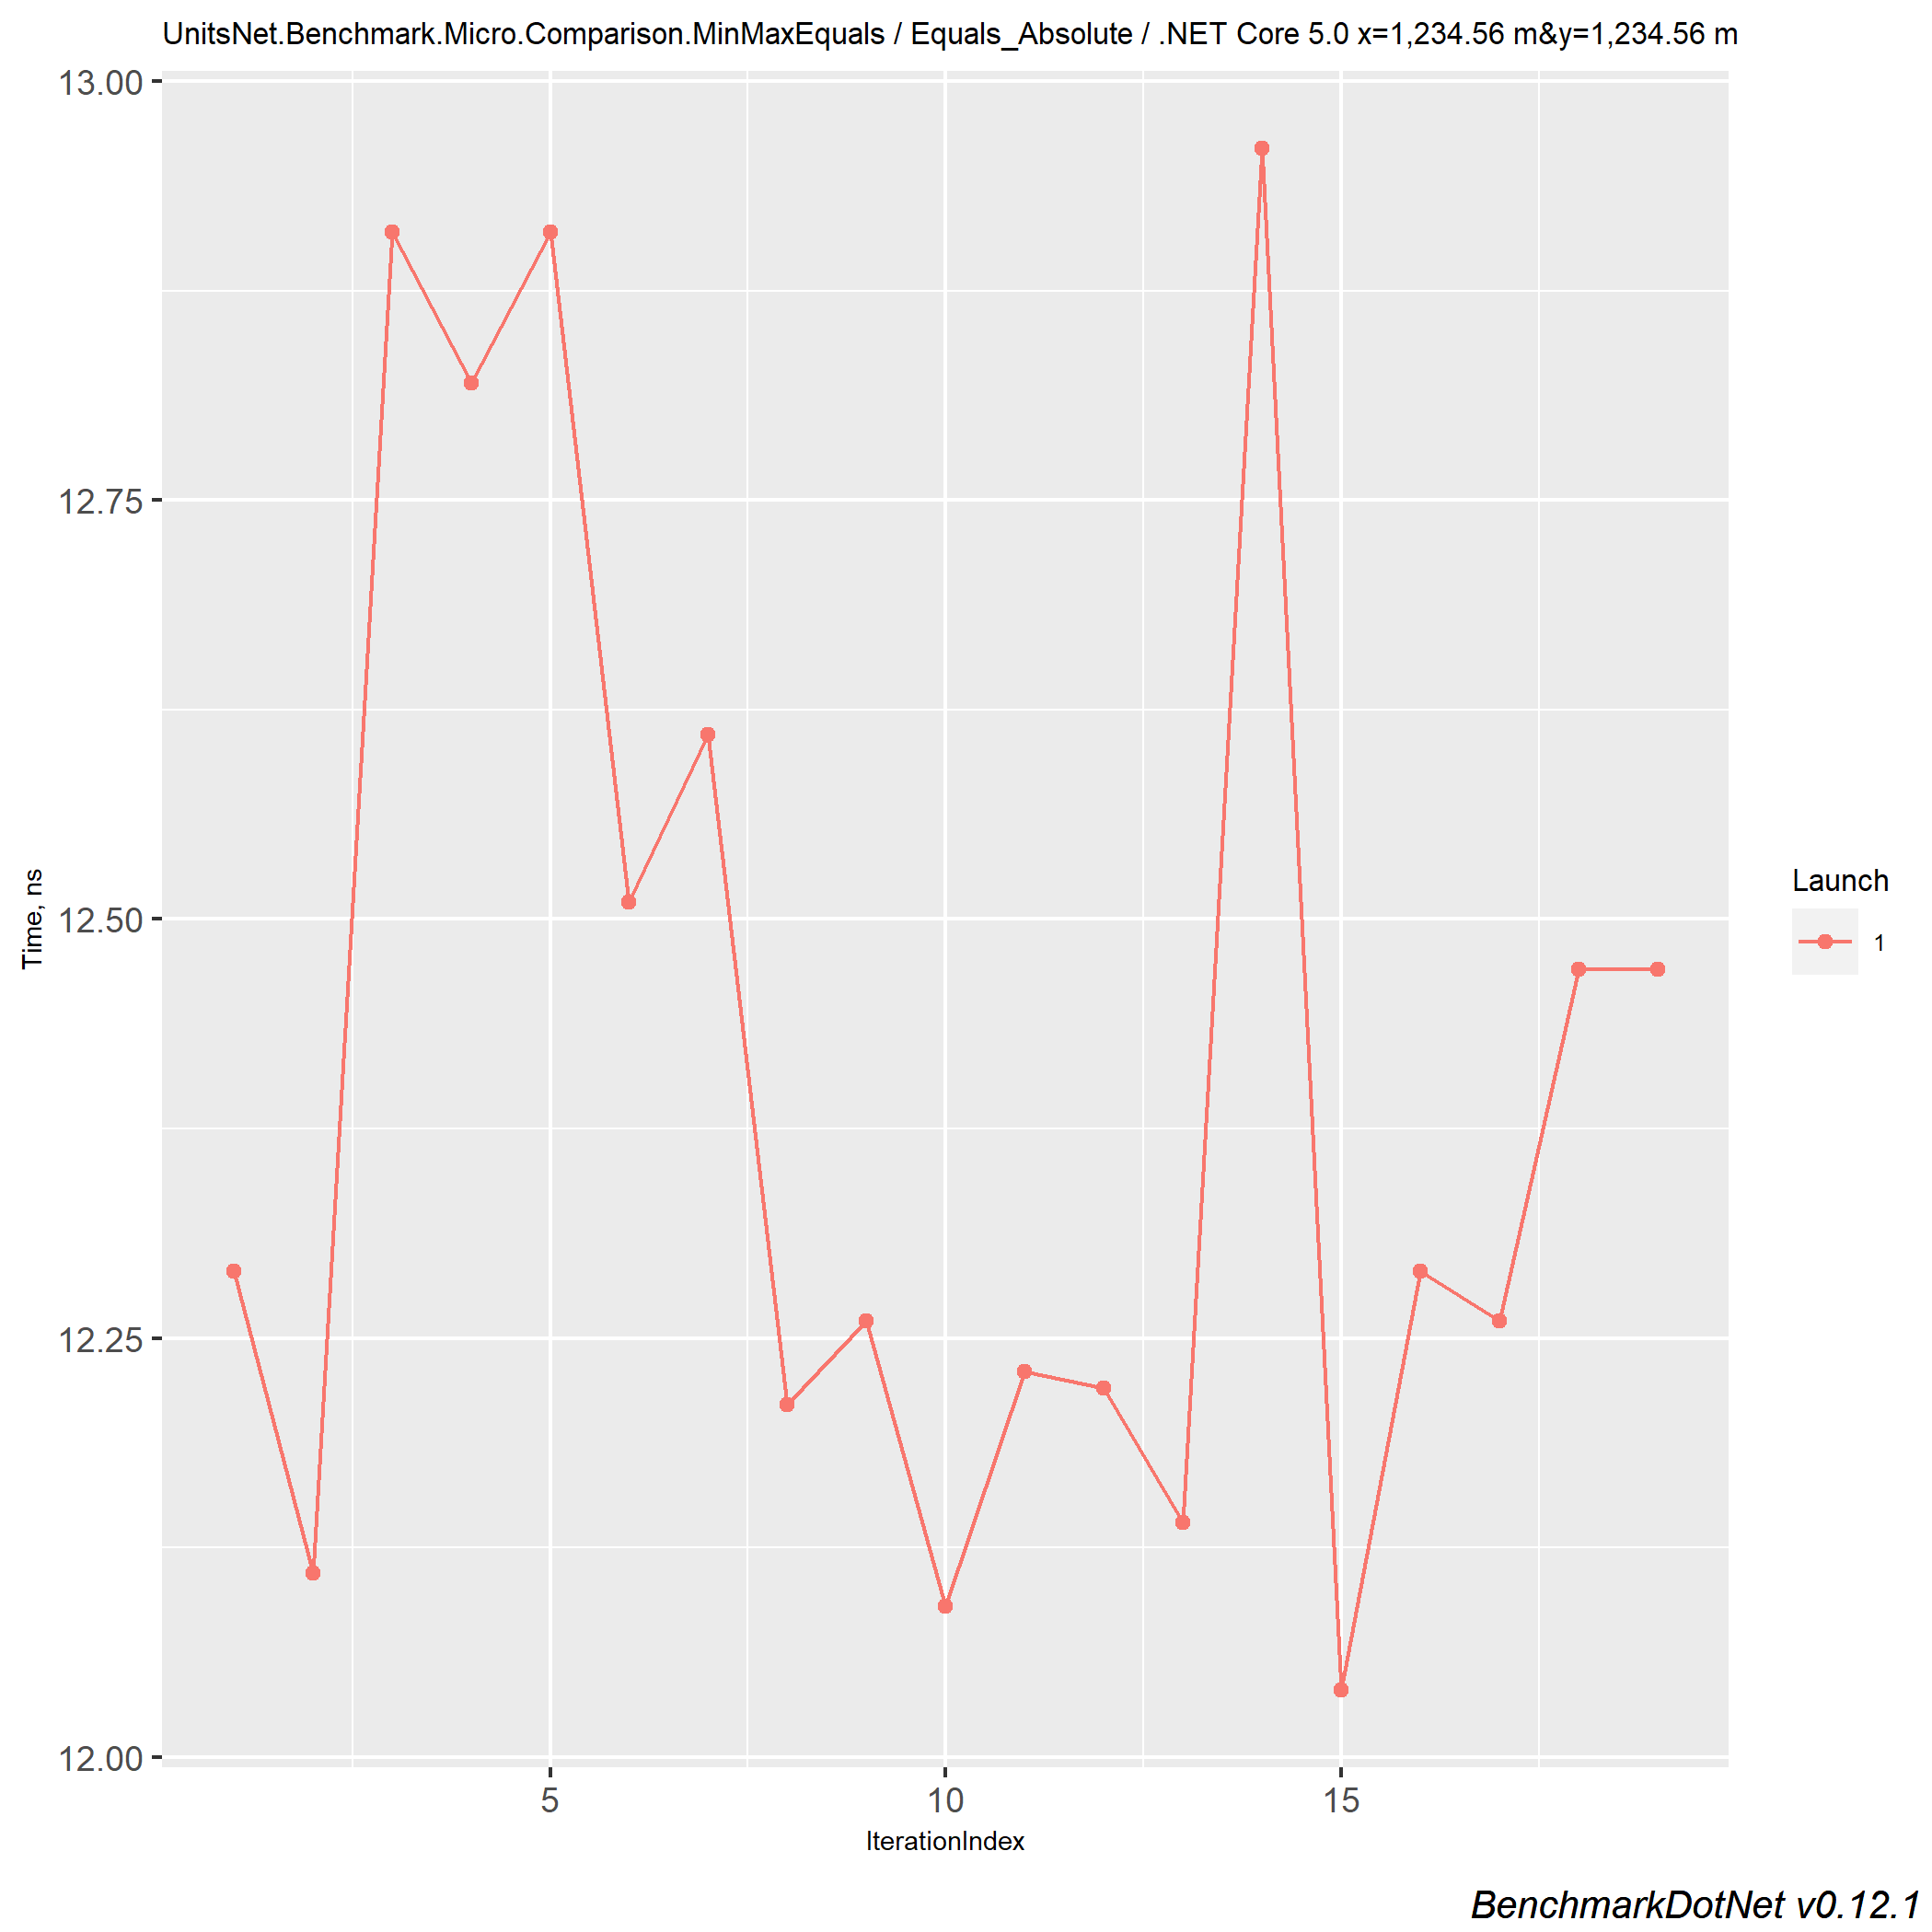 UnitsNet.Benchmark.Micro.Comparison.MinMaxEquals / Equals_Absolute / .NET Core 5.0 x=1,234.56 m&y=1,234.56 m
13.00
12.75
12.50
12.25
12.00
Time, ns
5 10 15
IterationIndex
Launch
1
BenchmarkDotNet v0.12.1